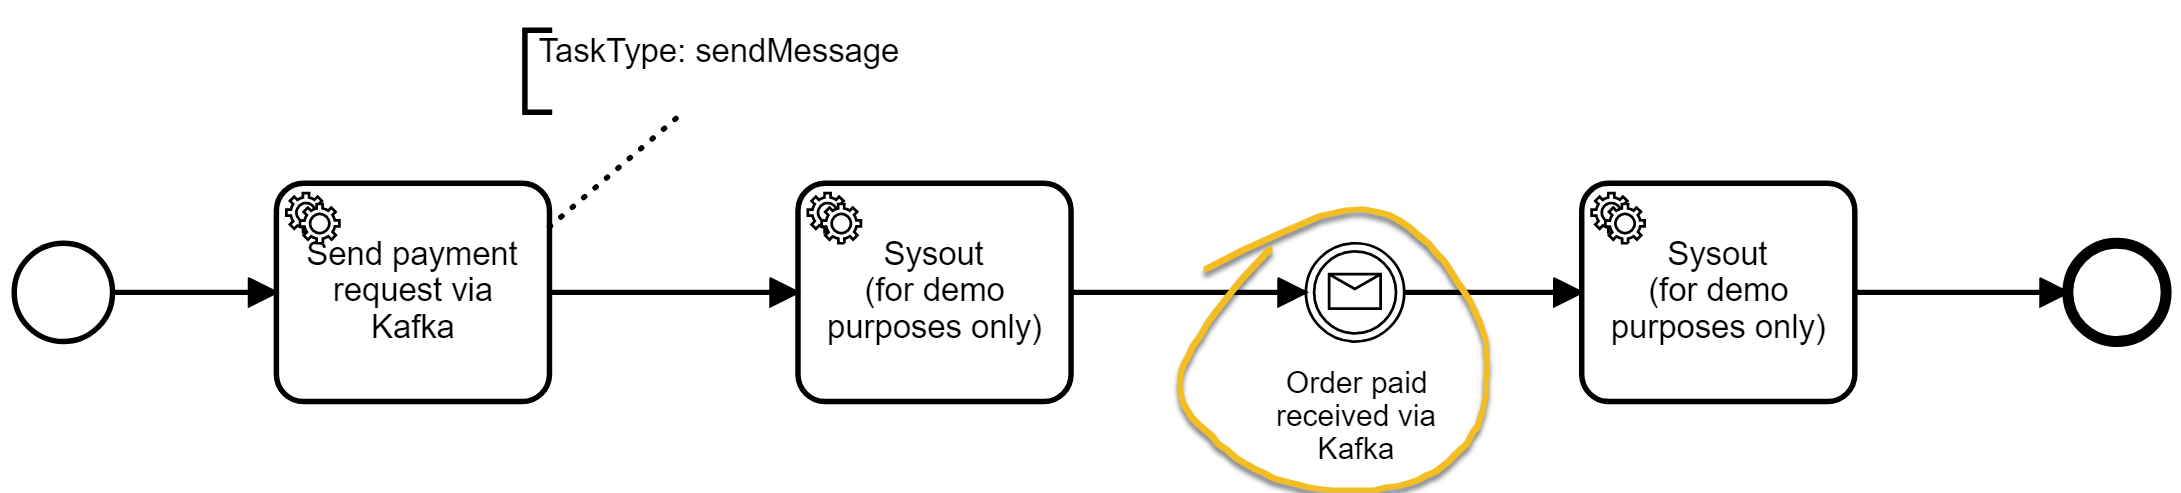 TaskType: sendMessage
Send payment
request via
Kafka
Sysout
(for demo
purposes only)
Order paid
received via
Kafka
Sysout
(for demo
purposes only)